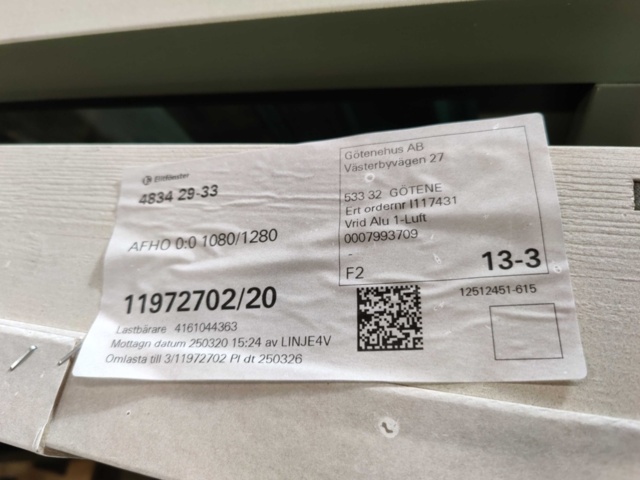 Elitfönster
4834 29-33
AFHO 0:0 1080/1280
11972702/20
Lastbärare 4161044363
Mottagn datum 250320 15:24 av LINJE4V
Omlasta till 3/11972702 Pl dt 250326
Götenehus AB
Västerbyvägen 27
533 32 GÖTENE
Ert ordernr I117431
Vrid Alu 1-Luft
0007993709
-
F2
13-3
12512451-615